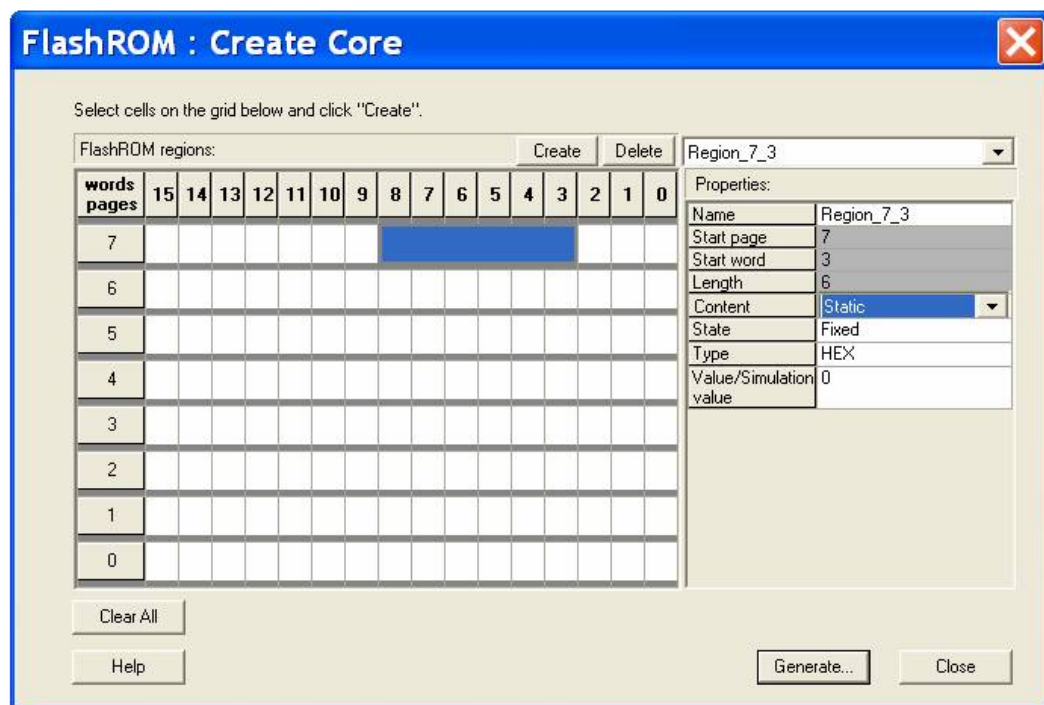 FlashROM : Create Core
Select cells on the grid below and click "Create".
FlashROM regions:
Create
Delete
words
pages
15 14 13 12 11 10 9 8 7 6 5 4 3 2 1 0
7
6
5
4
3
2
1
0
Region_7_3
Properties:
Name Region_7_3
Start page 7
Start word 3
Length 6
Content Static
State Fixed
Type HEX
Value/Simulation 0
value
Clear All
Help
Generate...
Close